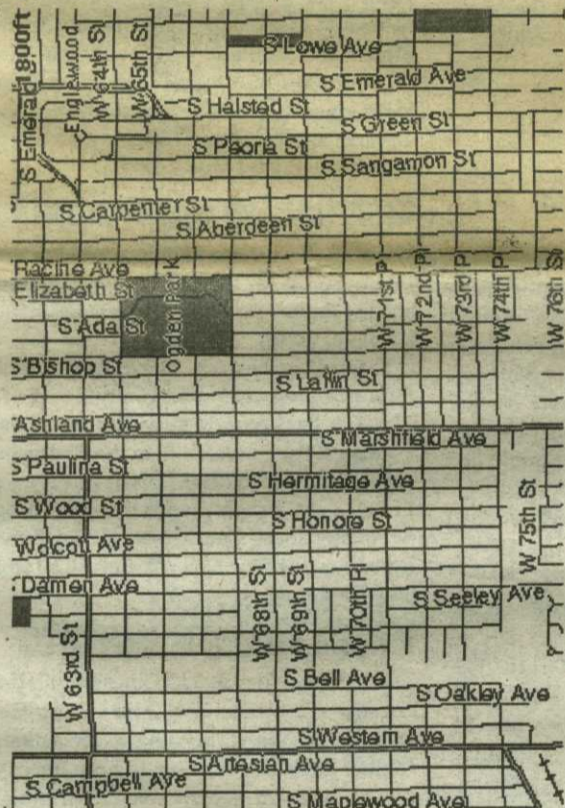 1800ft
S Emerald
Englewood
W 64th St
W 65th St
S Lowe Ave
S Emerald Ave
S Halsted St
S Green St
S Peoria St
S Sangamon St
S Carpenter St
S Aberdeen St
Racine Ave
Elizabeth St
S Ada St
Ogden Park
W 71st Pl
W 72nd Pl
W 73rd Pl
W 74th Pl
W 76th St
S Bishop St
S Laflin St
Ashland Ave
S Marshfield Ave
S Paulina St
S Hermitage Ave
S Wood St
S Honore St
W 75th St
Wolcott Ave
Damen Ave
W 68th St
W 69th St
W 70th Pl
S Seeley Ave
W 63rd St
S Bell Ave
S Oakley Ave
S Western Ave
S Artesian Ave
S Campbell Ave
S Maplewood Ave